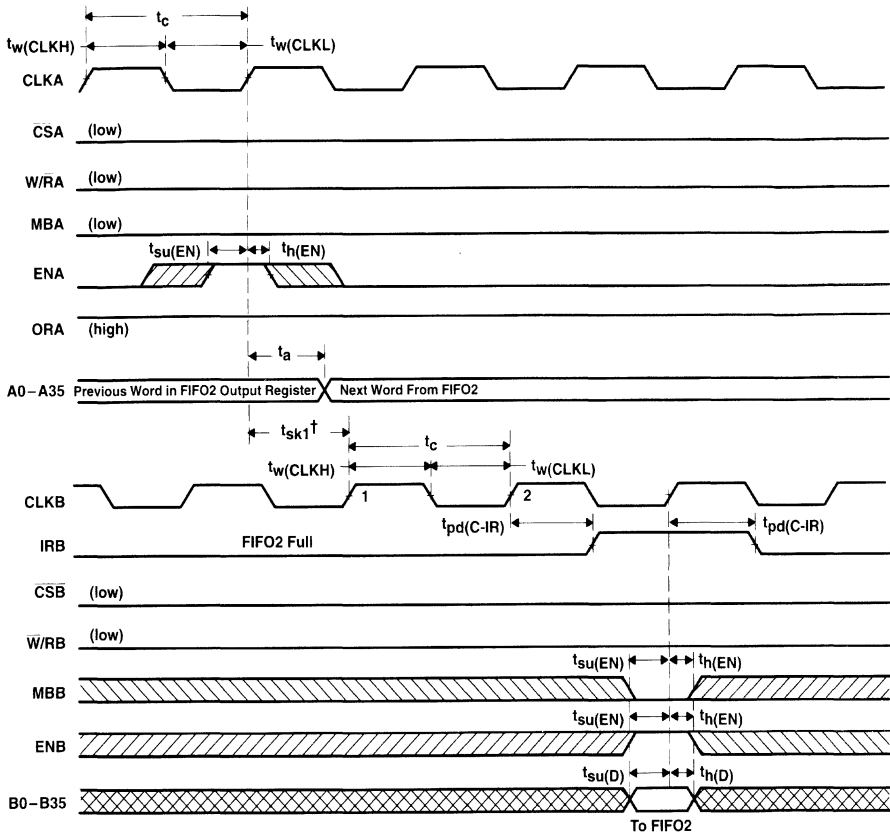 tc
tw(CLKH)
tw(CLKL)
CLKA
CSA (low)
W/RA (low)
MBA (low)
tsu(EN)
th(EN)
ENA
ORA (high)
ta
A0–A35 Previous Word in FIFO2 Output Register Next Word From FIFO2
tsk1†
tc
tw(CLKH)
tw(CLKL)
CLKB 1 2
tpd(C-IR)
tpd(C-IR)
IRB FIFO2 Full
CSB (low)
W/RB (low)
tsu(EN)
th(EN)
MBB
tsu(EN)
th(EN)
ENB
tsu(D)
th(D)
B0–B35
To FIFO2